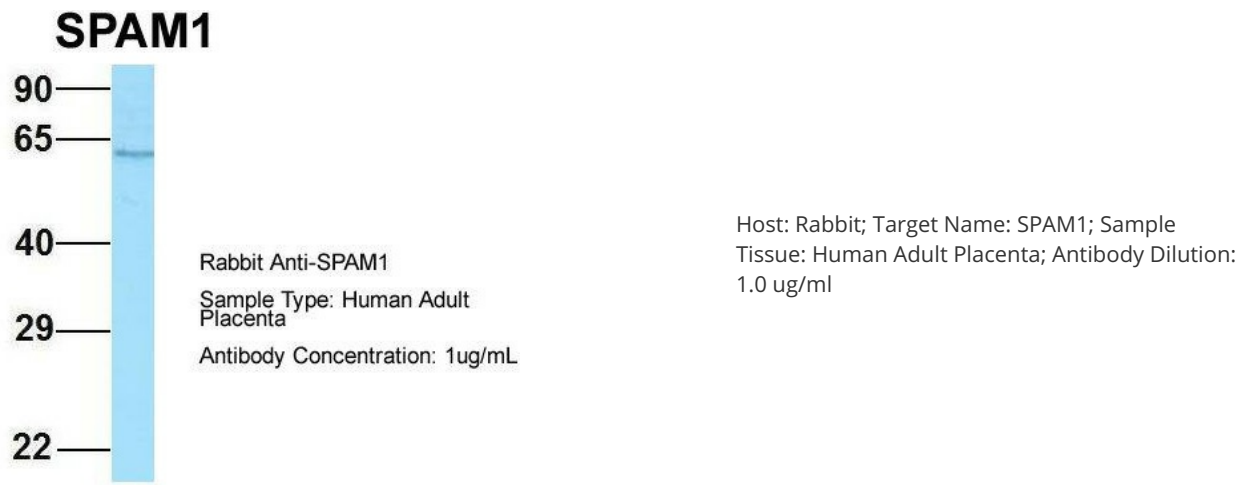 SPAM1
90
65
40
29
22
Rabbit Anti-SPAM1
Sample Type: Human Adult
Placenta
Antibody Concentration: 1ug/mL
Host: Rabbit; Target Name: SPAM1; Sample
Tissue: Human Adult Placenta; Antibody Dilution:
1.0 ug/ml